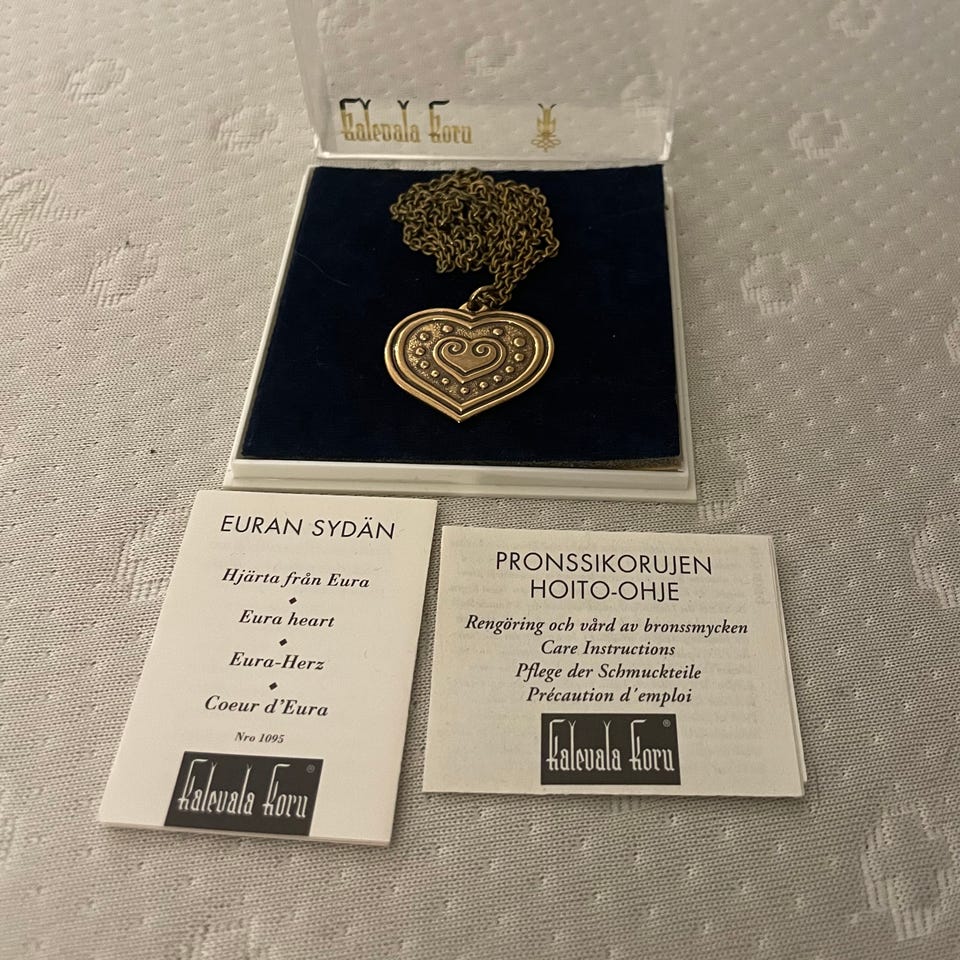 Kalevala Koru
EURAN SYDÄN
Hjärta från Eura
Eura heart
Eura-Herz
Coeur d'Eura
Nro 1095
Kalevala Koru ®
PRONSSIKORUJEN
HOITO-OHJE
Rengöring och vård av bronssmycken
Care Instructions
Pflege der Schmuckteile
Précaution d'emploi
Kalevala Koru ®